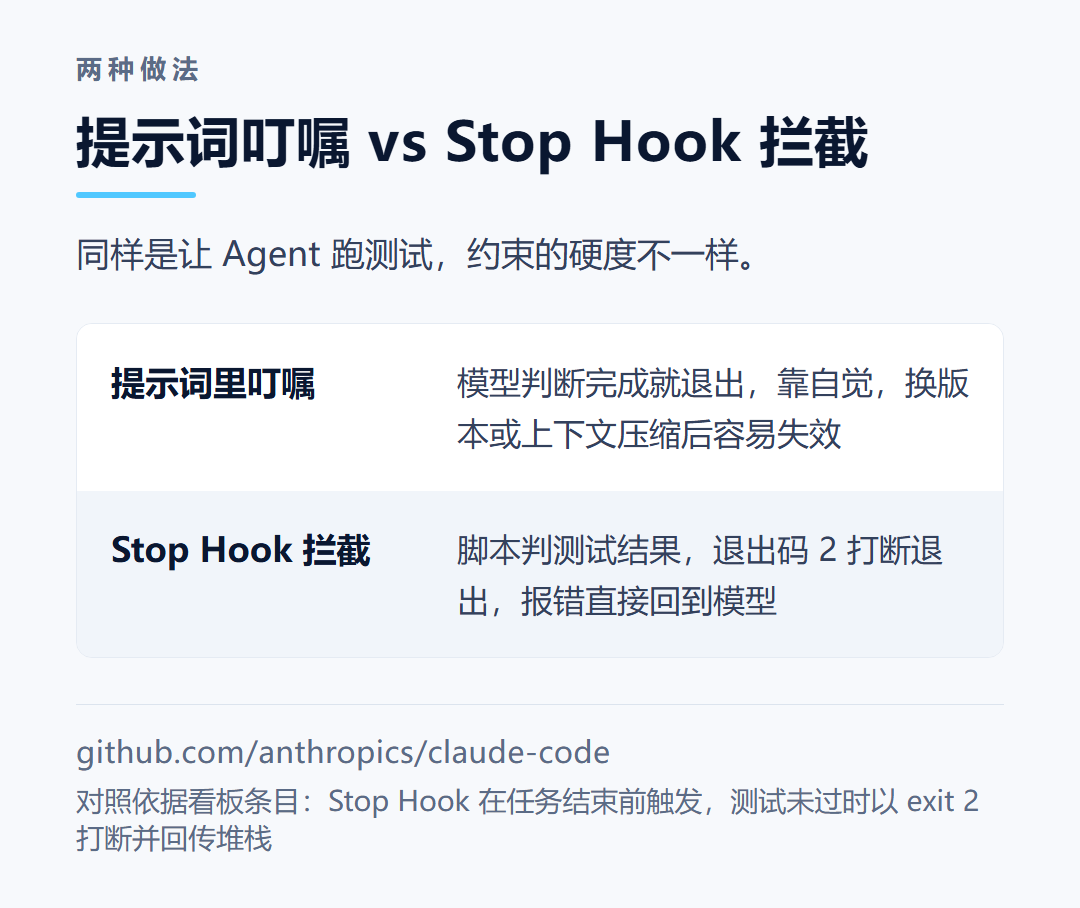 两种做法
提示词叮嘱 vs Stop Hook 拦截
同样是让 Agent 跑测试，约束的硬度不一样。
提示词里叮嘱
模型判断完成就退出，靠自觉，换版
本或上下文压缩后容易失效
Stop Hook 拦截
脚本判测试结果，退出码 2 打断退
出，报错直接回到模型
github.com/anthropics/claude-code
对照依据看板条目：Stop Hook 在任务结束前触发，测试未过时以 exit 2
打断并回传堆栈